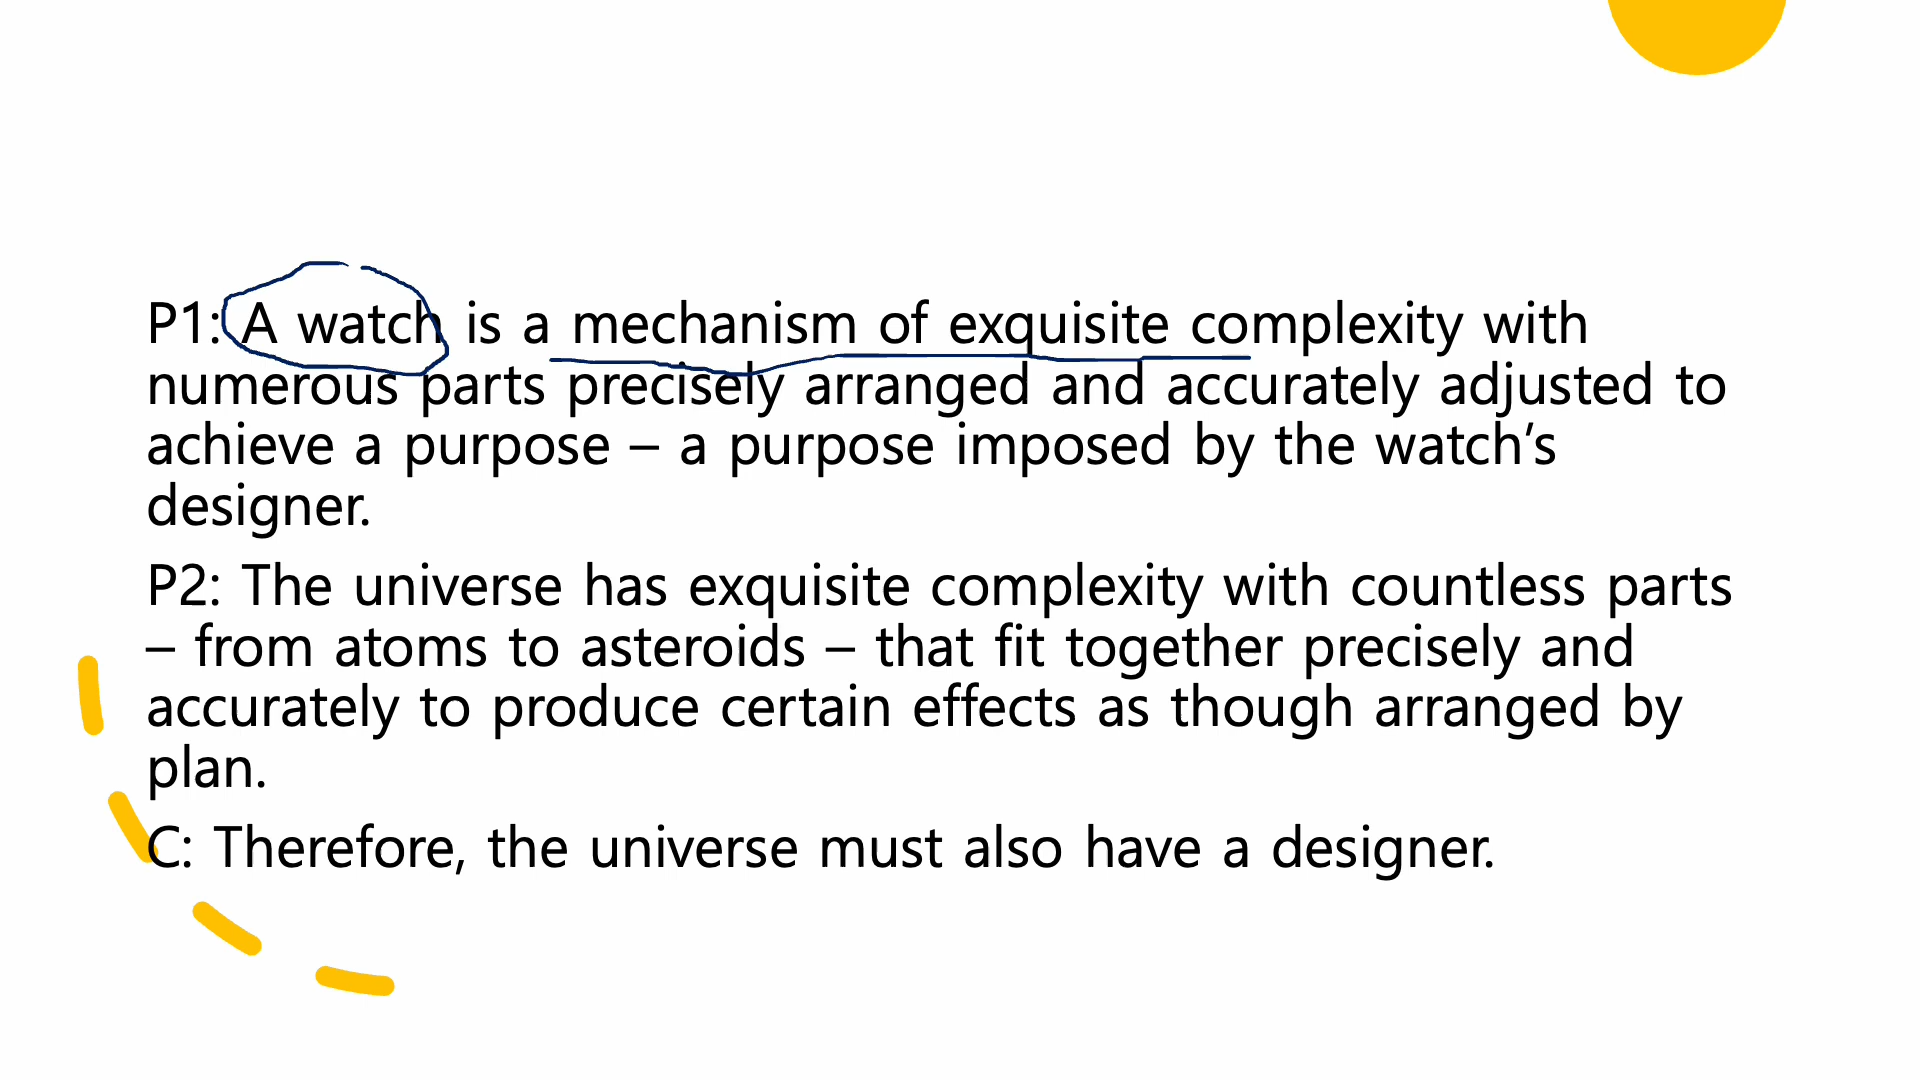 P1: A watch is a mechanism of exquisite complexity with
numerous parts precisely arranged and accurately adjusted to
achieve a purpose – a purpose imposed by the watch’s
designer.
P2: The universe has exquisite complexity with countless parts
– from atoms to asteroids – that fit together precisely and
accurately to produce certain effects as though arranged by
plan.
C: Therefore, the universe must also have a designer.